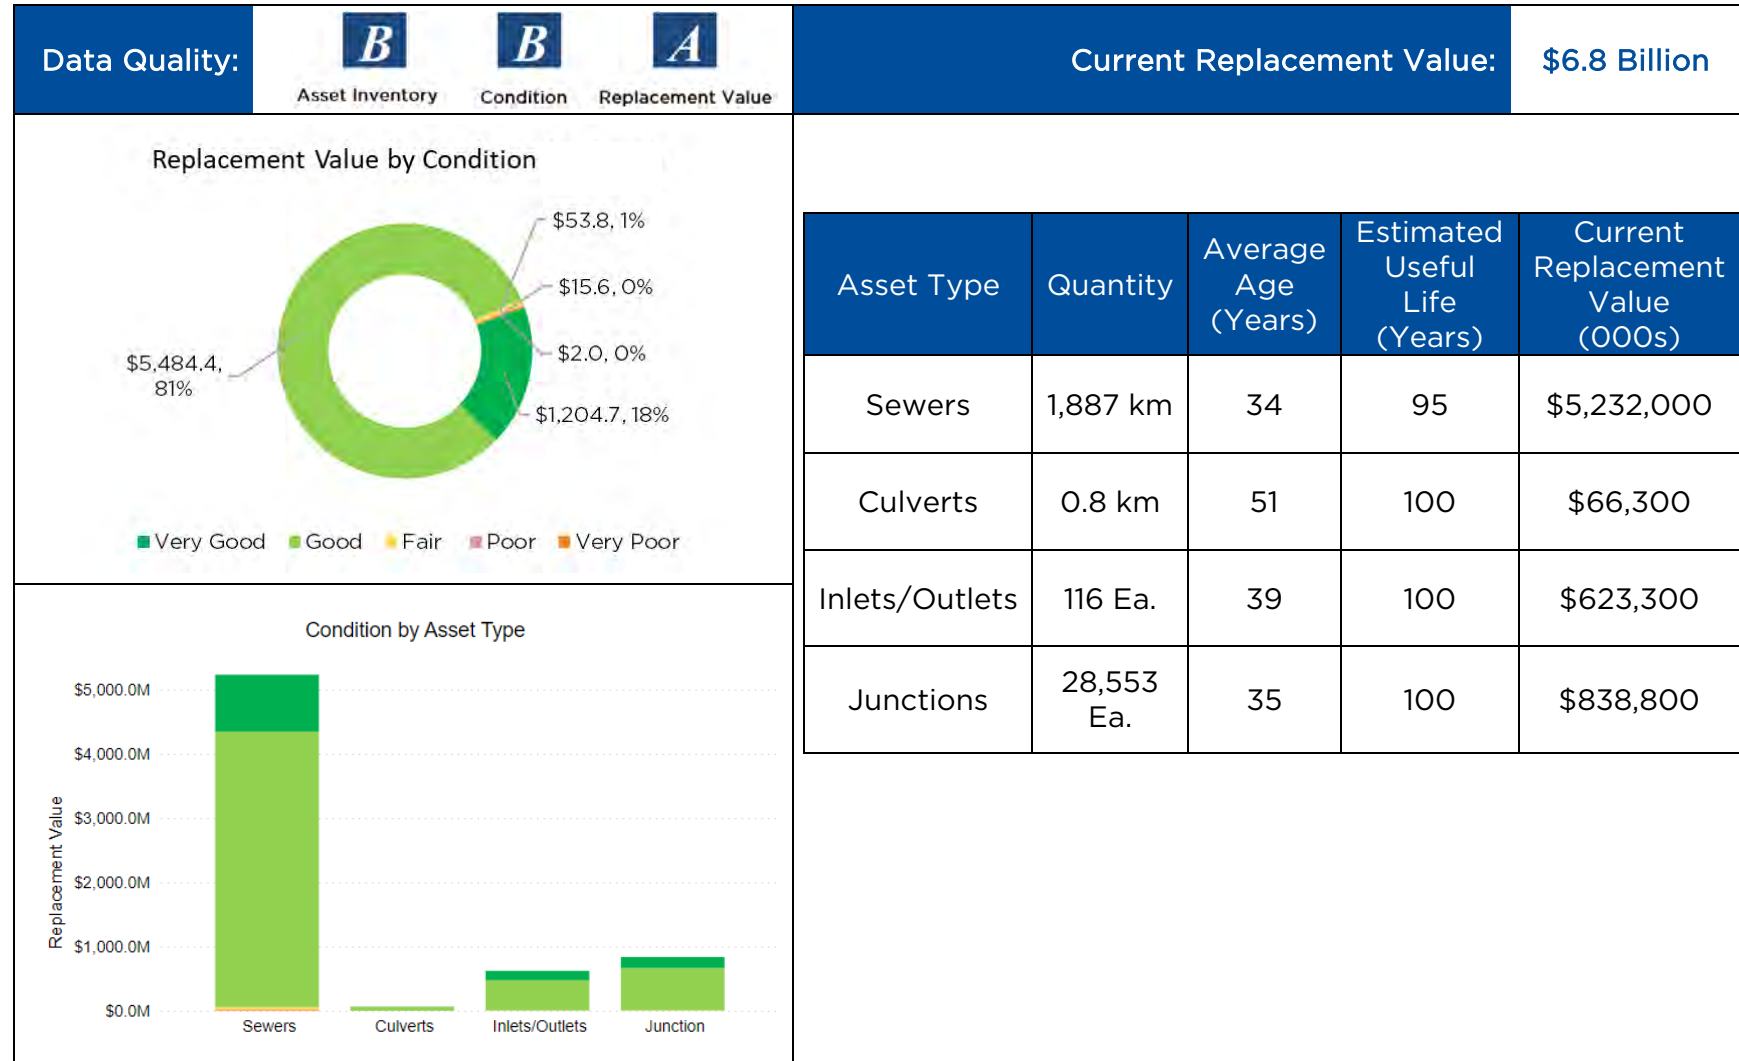 Data Quality:
B
B
A
Asset Inventory
Condition
Replacement Value
Current Replacement Value:
$6.8 Billion
Replacement Value by Condition
$53.8, 1%
$15.6, 0%
$2.0, 0%
$1,204.7, 18%
$5,484.4,
81%
Very Good
Good
Fair
Poor
Very Poor
Condition by Asset Type
Replacement Value
$5,000.0M
$4,000.0M
$3,000.0M
$2,000.0M
$1,000.0M
$0.0M
Sewers
Culverts
Inlets/Outlets
Junction
Asset Type
Quantity
Average
Age
(Years)
Estimated
Useful
Life
(Years)
Current
Replacement
Value
(000s)
Sewers
1,887 km
34
95
$5,232,000
Culverts
0.8 km
51
100
$66,300
Inlets/Outlets
116 Ea.
39
100
$623,300
Junctions
28,553
Ea.
35
100
$838,800